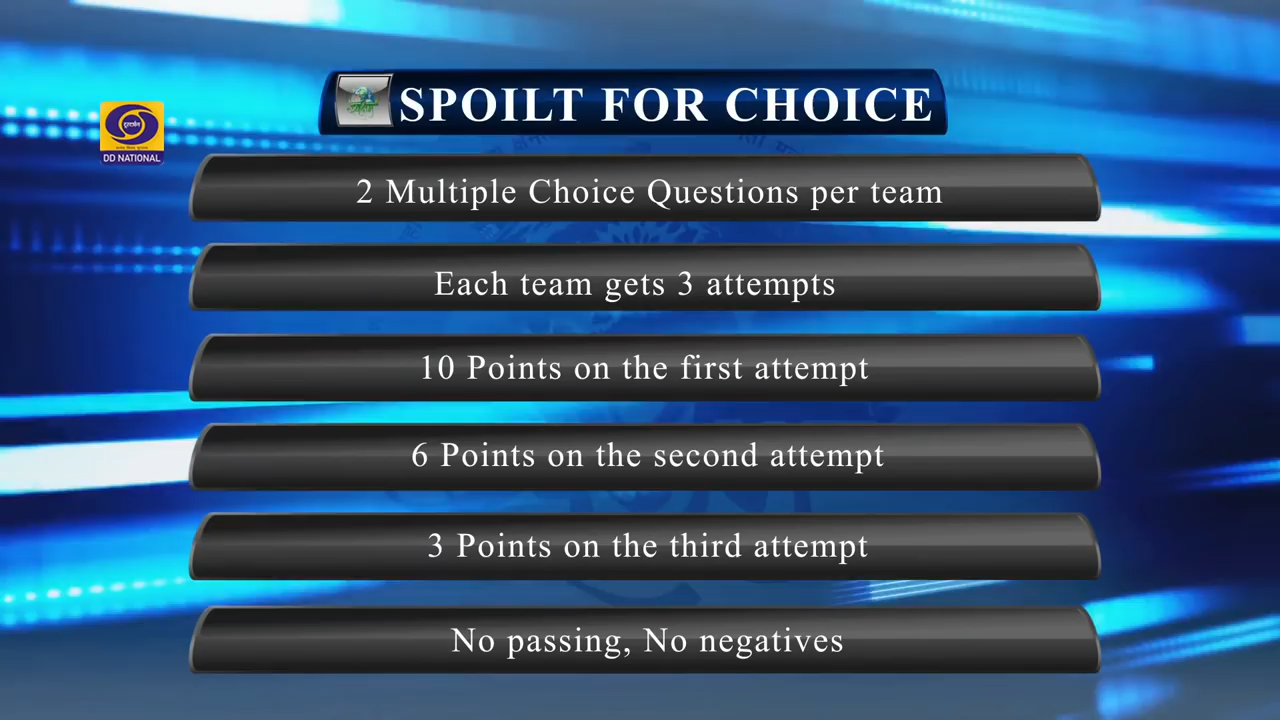 SPOILT FOR CHOICE
DD NATIONAL
2 Multiple Choice Questions per team
Each team gets 3 attempts
10 Points on the first attempt
6 Points on the second attempt
3 Points on the third attempt
No passing, No negatives